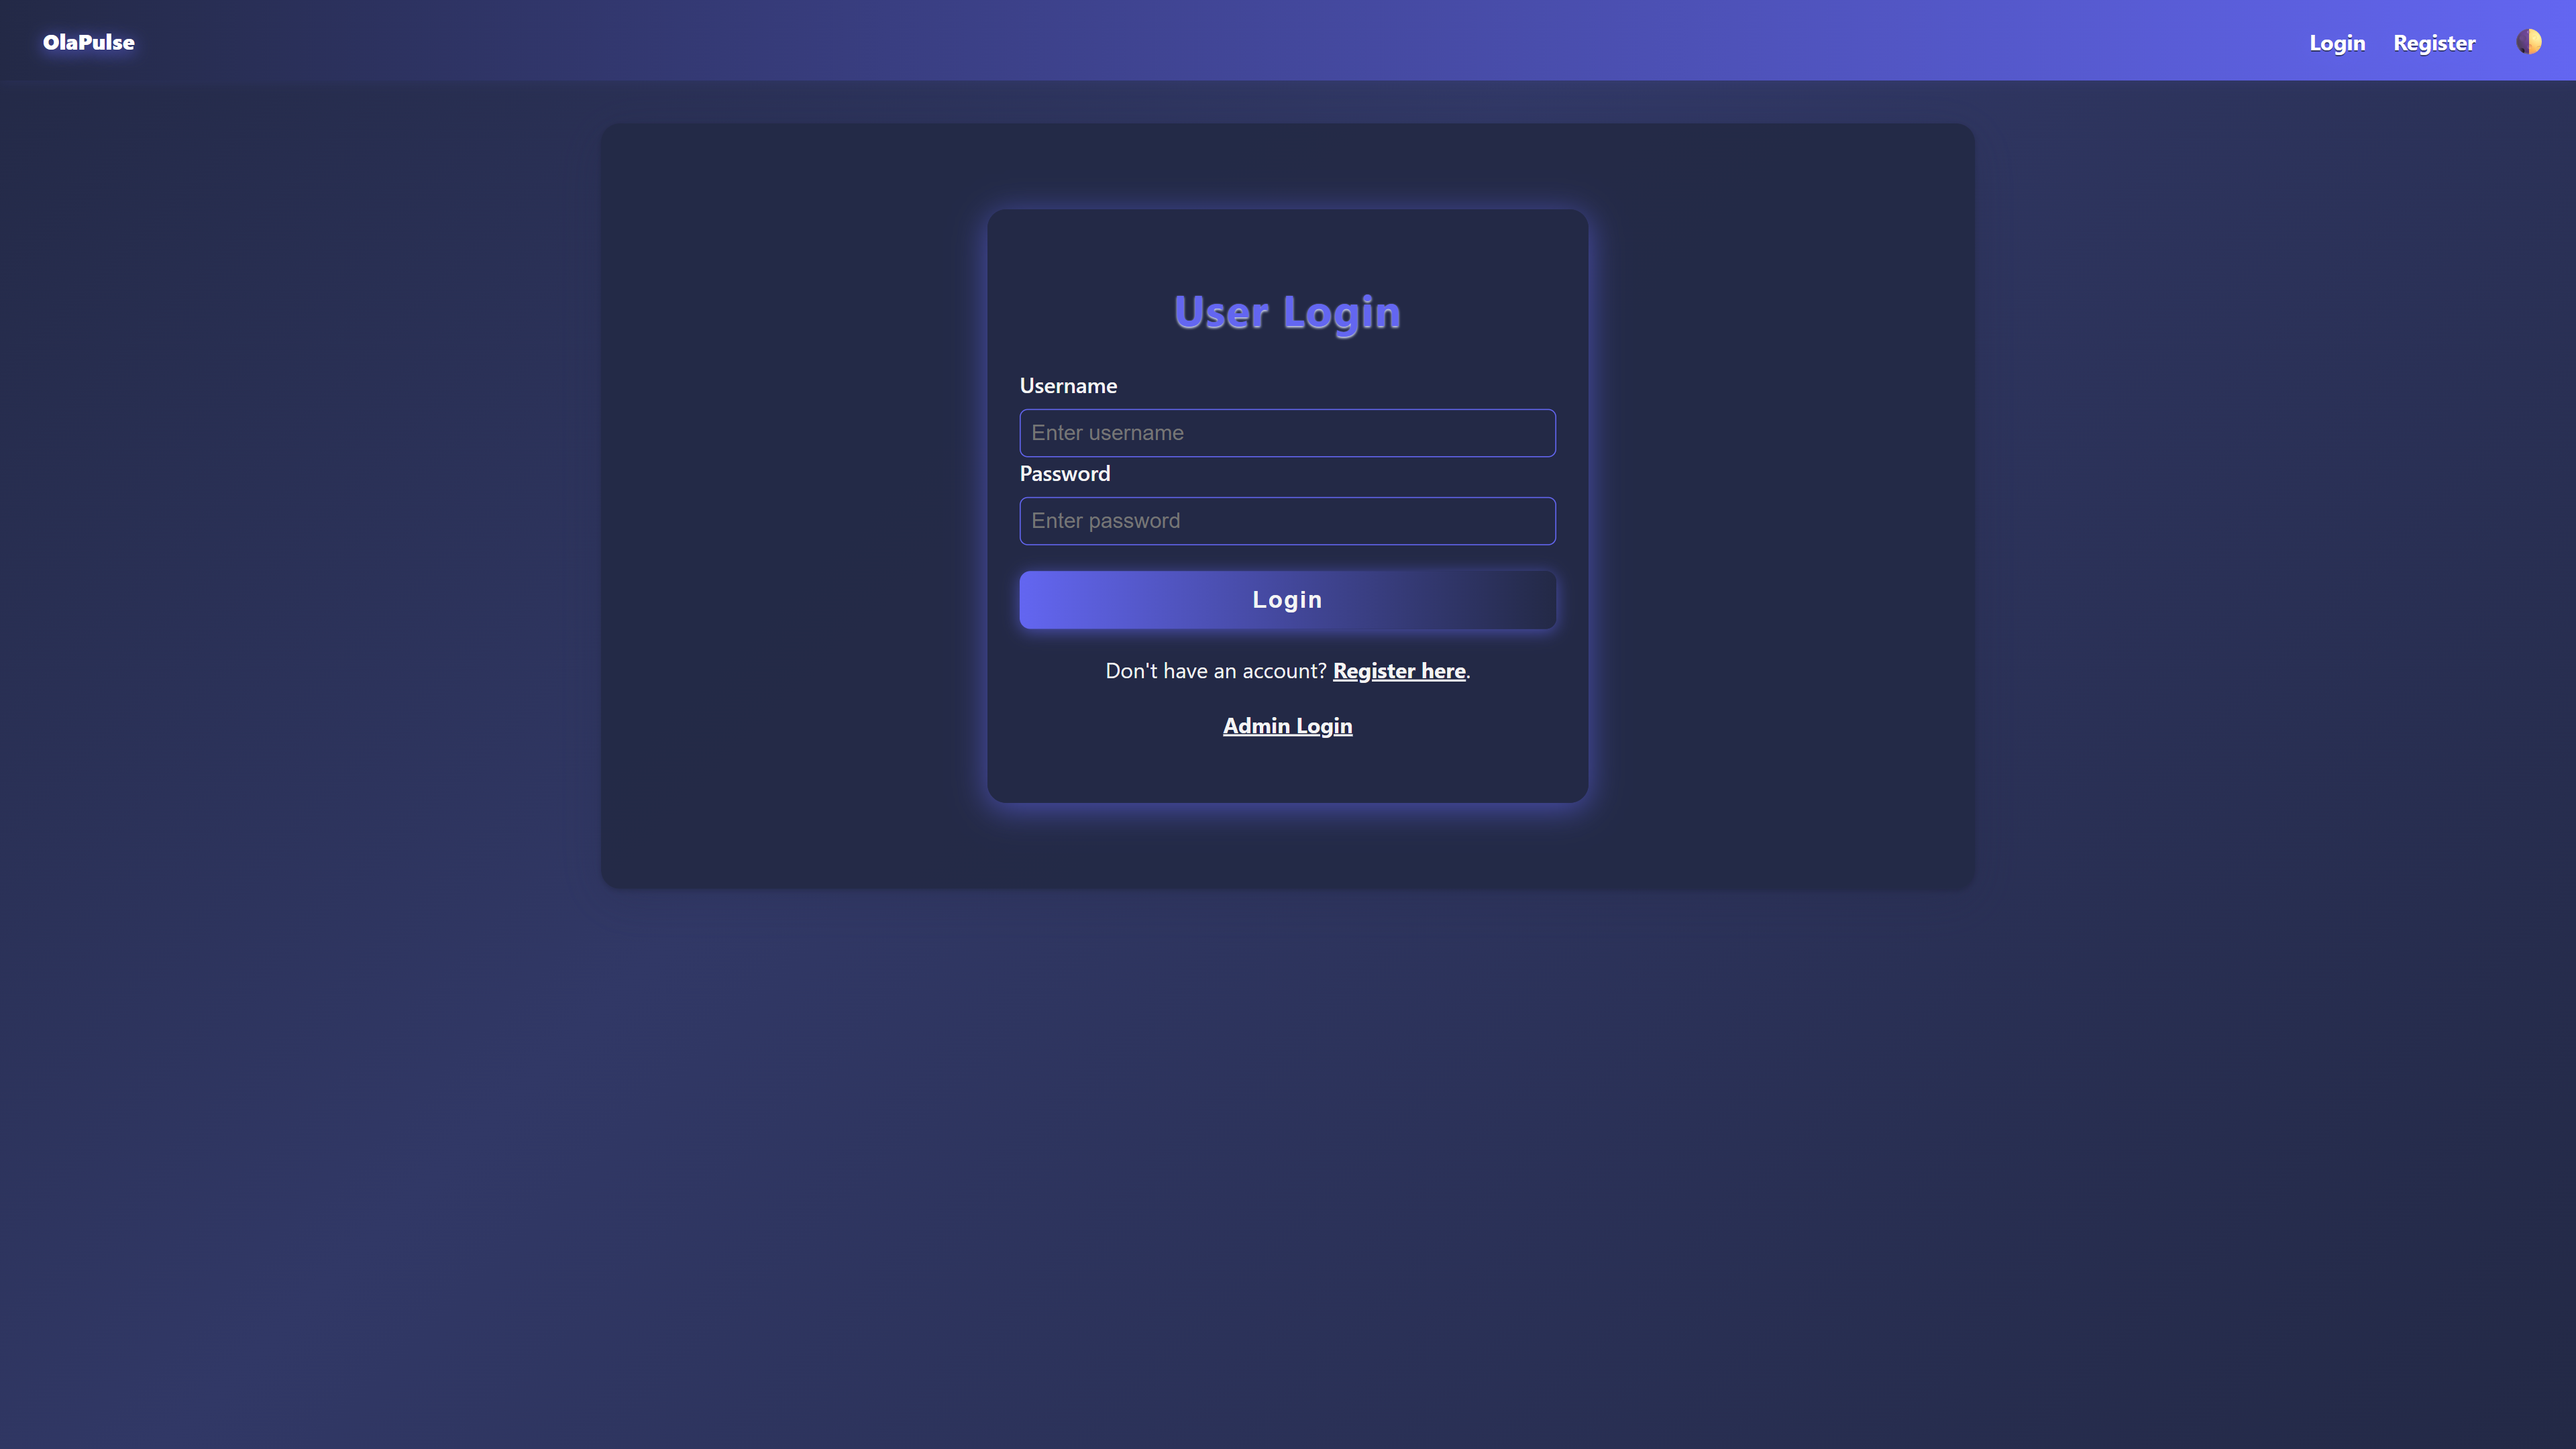 OlaPulse
Login
Register
User Login
Username
Enter username
Password
Enter password
Login
Don't have an account? Register here.
Admin Login